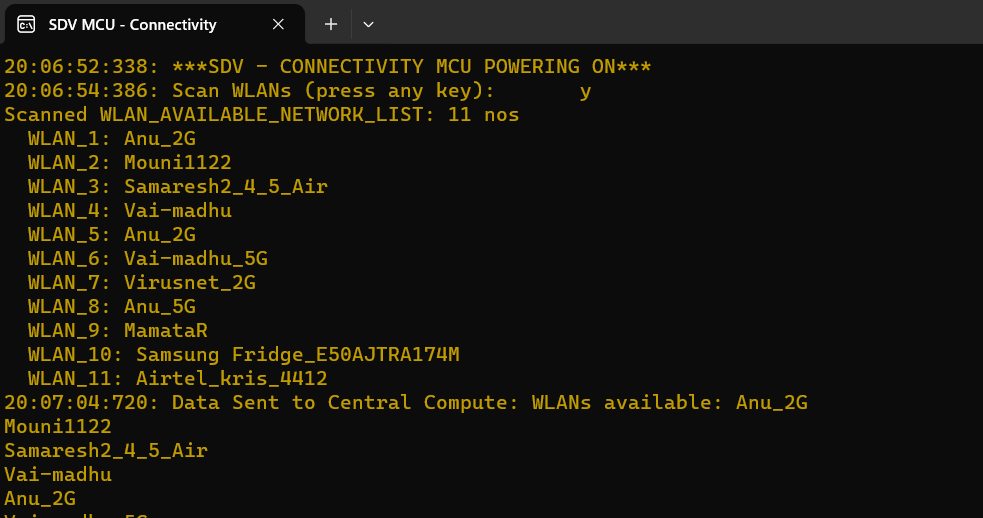 SDV MCU - Connectivity
20:06:52:338: ***SDV - CONNECTIVITY MCU POWERING ON***
20:06:54:386: Scan WLANs (press any key): y
Scanned WLAN_AVAILABLE_NETWORK_LIST: 11 nos
WLAN_1: Anu_2G
WLAN_2: Mouni1122
WLAN_3: Samaresh2_4_5_Air
WLAN_4: Vai-madhu
WLAN_5: Anu_2G
WLAN_6: Vai-madhu_5G
WLAN_7: Virusnet_2G
WLAN_8: Anu_5G
WLAN_9: MamataR
WLAN_10: Samsung Fridge_E50AJTRA174M
WLAN_11: Airtel_kris_4412
20:07:04:720: Data Sent to Central Compute: WLANs available: Anu_2G
Mouni1122
Samaresh2_4_5_Air
Vai-madhu
Anu_2G